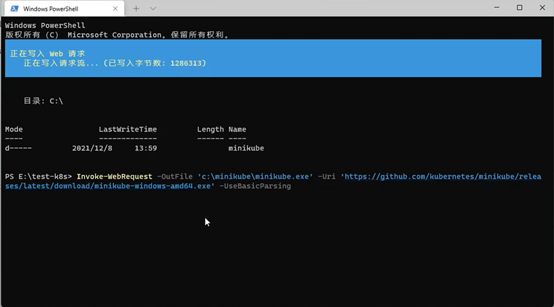 Windows PowerShell
Windows PowerShell
版权所有 (C)  Microsoft Corporation。保留所有权利。
正在写入 Web 请求
正在写入请求流... (已写入字节数: 1286313)
目录: C:\
Mode                 LastWriteTime         Length Name
----                 -------------         ------ ----
d-----         2021/12/8     13:59                minikube
PS E:\test-k8s> Invoke-WebRequest -OutFile 'c:\minikube\minikube.exe' -Uri 'https://github.com/kubernetes/minikube/relea
ses/latest/download/minikube-windows-amd64.exe' -UseBasicParsing